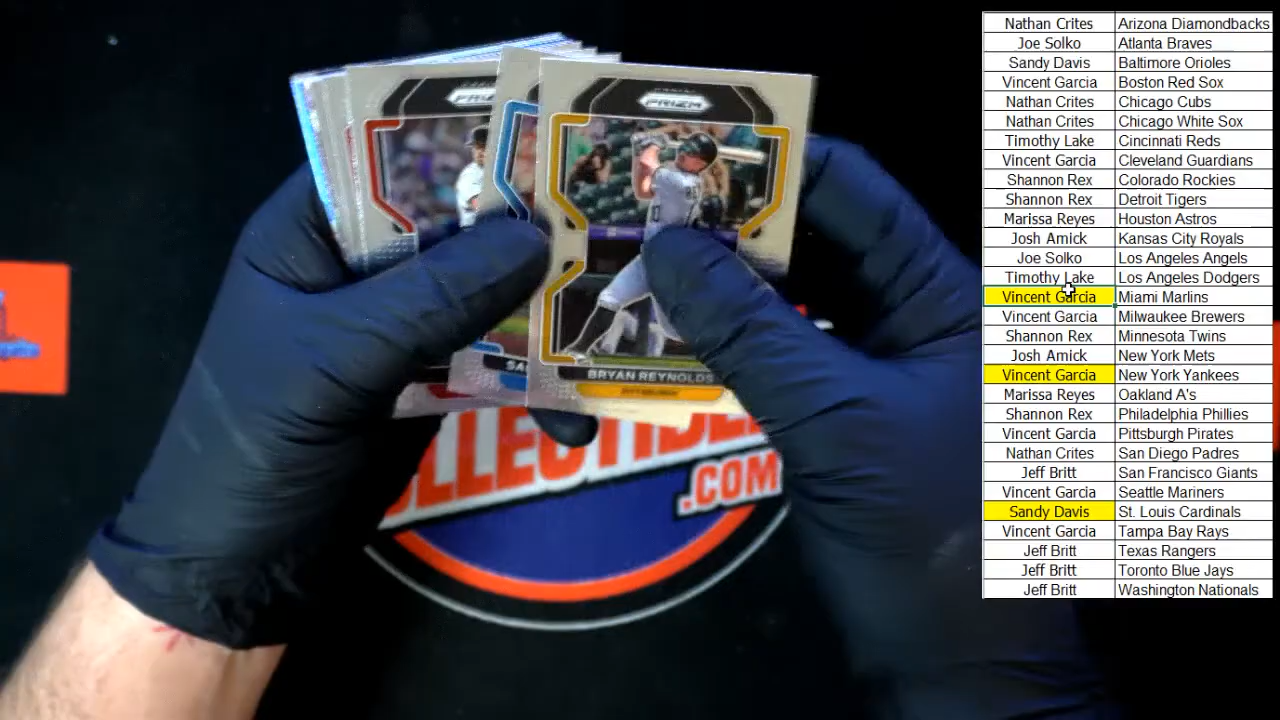 PRIZM
PANINI
PRIZM
BRYAN REYNOLDS
PITTSBURGH
.COM
Nathan Crites Arizona Diamondbacks
Joe Solko Atlanta Braves
Sandy Davis Baltimore Orioles
Vincent Garcia Boston Red Sox
Nathan Crites Chicago Cubs
Nathan Crites Chicago White Sox
Timothy Lake Cincinnati Reds
Vincent Garcia Cleveland Guardians
Shannon Rex Colorado Rockies
Shannon Rex Detroit Tigers
Marissa Reyes Houston Astros
Josh Amick Kansas City Royals
Joe Solko Los Angeles Angels
Timothy Lake Los Angeles Dodgers
Vincent Garcia Miami Marlins
Vincent Garcia Milwaukee Brewers
Shannon Rex Minnesota Twins
Josh Amick New York Mets
Vincent Garcia New York Yankees
Marissa Reyes Oakland A's
Shannon Rex Philadelphia Phillies
Vincent Garcia Pittsburgh Pirates
Nathan Crites San Diego Padres
Jeff Britt San Francisco Giants
Vincent Garcia Seattle Mariners
Sandy Davis St. Louis Cardinals
Vincent Garcia Tampa Bay Rays
Jeff Britt Texas Rangers
Jeff Britt Toronto Blue Jays
Jeff Britt Washington Nationals